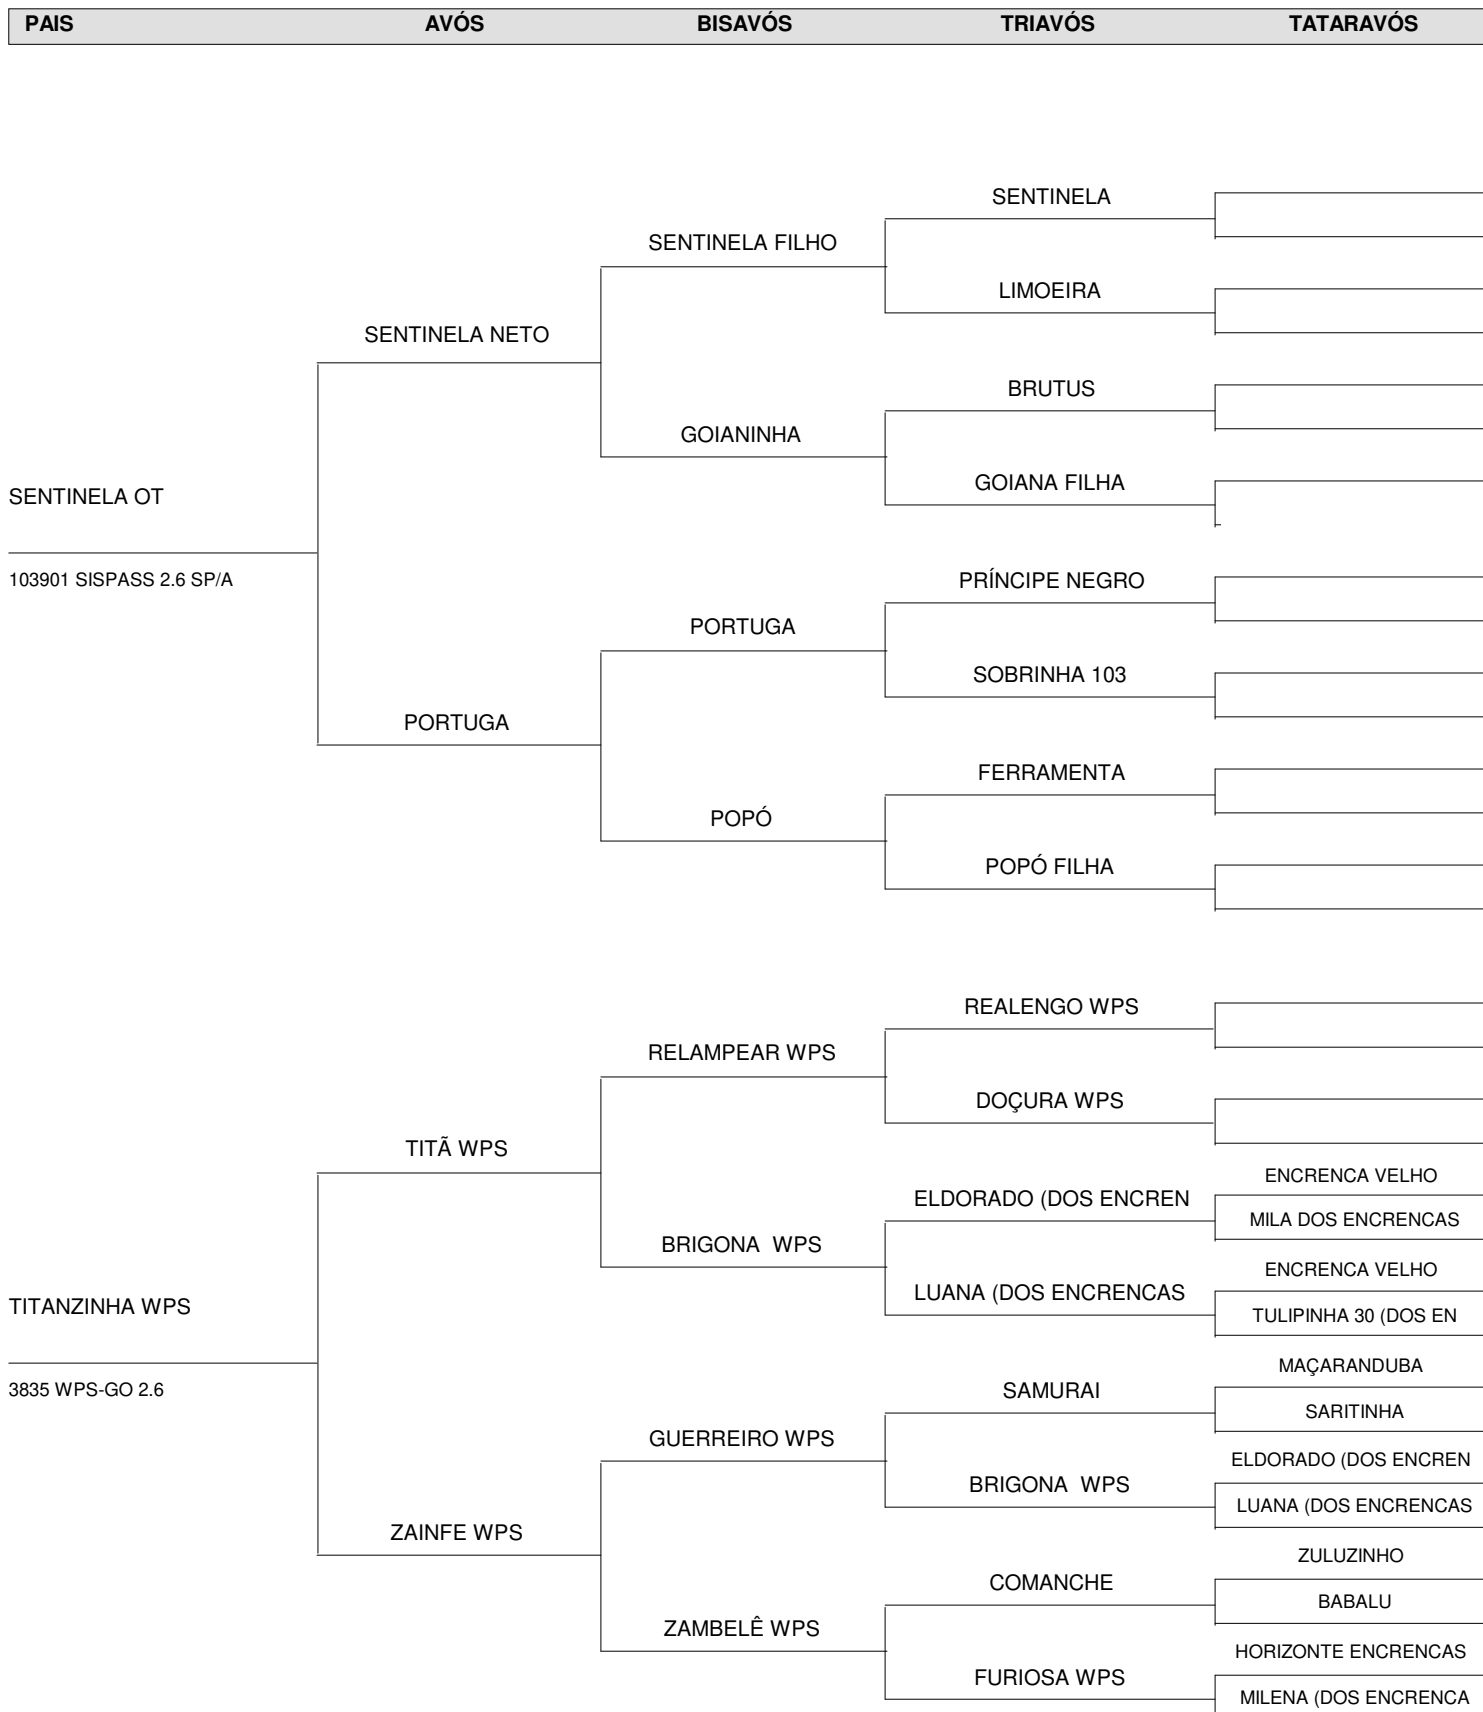 PAIS AVÓS BISAVÓS TRIAVÓS TATARAVÓS
SENTINELA
SENTINELA FILHO
LIMOEIRA
SENTINELA NETO
BRUTUS
GOIANINHA
GOIANA FILHA
SENTINELA OT
103901 SISPASS 2.6 SP/A
PRÍNCIPE NEGRO
PORTUGA
SOBRINHA 103
PORTUGA
FERRAMENTA
POPÓ
POPÓ FILHA
REALENGO WPS
RELAMPEAR WPS
DOÇURA WPS
TITÃ WPS
ENCRENCA VELHO
ELDORADO (DOS ENCREN
MILA DOS ENCRENCAS
BRIGONA WPS
ENCRENCA VELHO
LUANA (DOS ENCRENCAS
TULIPINHA 30 (DOS EN
TITANZINHA WPS
3835 WPS-GO 2.6
MAÇARANDUBA
SAMURAI
SARITINHA
GUERREIRO WPS
ELDORADO (DOS ENCREN
BRIGONA WPS
LUANA (DOS ENCRENCAS
ZAINFE WPS
ZULUZINHO
COMANCHE
BABALU
ZAMBELÊ WPS
HORIZONTE ENCRENCAS
FURIOSA WPS
MILENA (DOS ENCRENCA